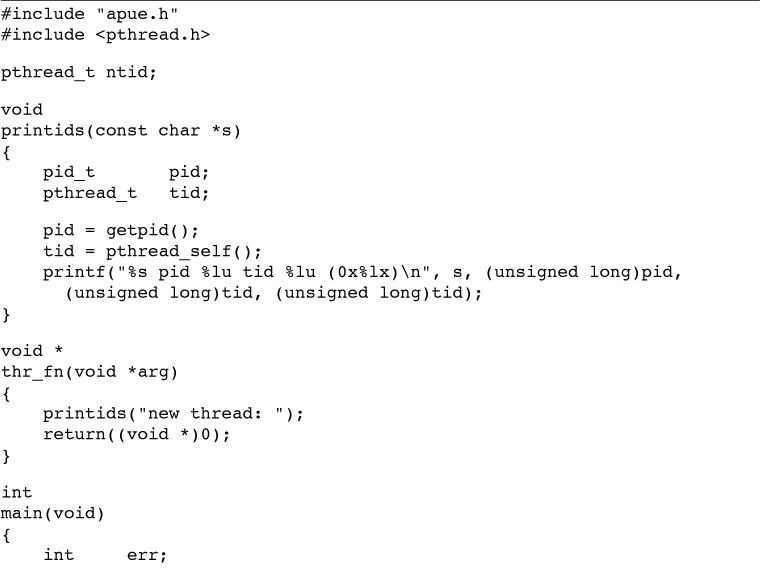 #include "apue.h"
#include <pthread.h>

pthread_t ntid;

void
printids(const char *s)
{
    pid_t       pid;
    pthread_t   tid;

    pid = getpid();
    tid = pthread_self();
    printf("%s pid %lu tid %lu (0x%lx)\n", s, (unsigned long)pid,
      (unsigned long)tid, (unsigned long)tid);
}

void *
thr_fn(void *arg)
{
    printids("new thread: ");
    return((void *)0);
}

int
main(void)
{
    int     err;